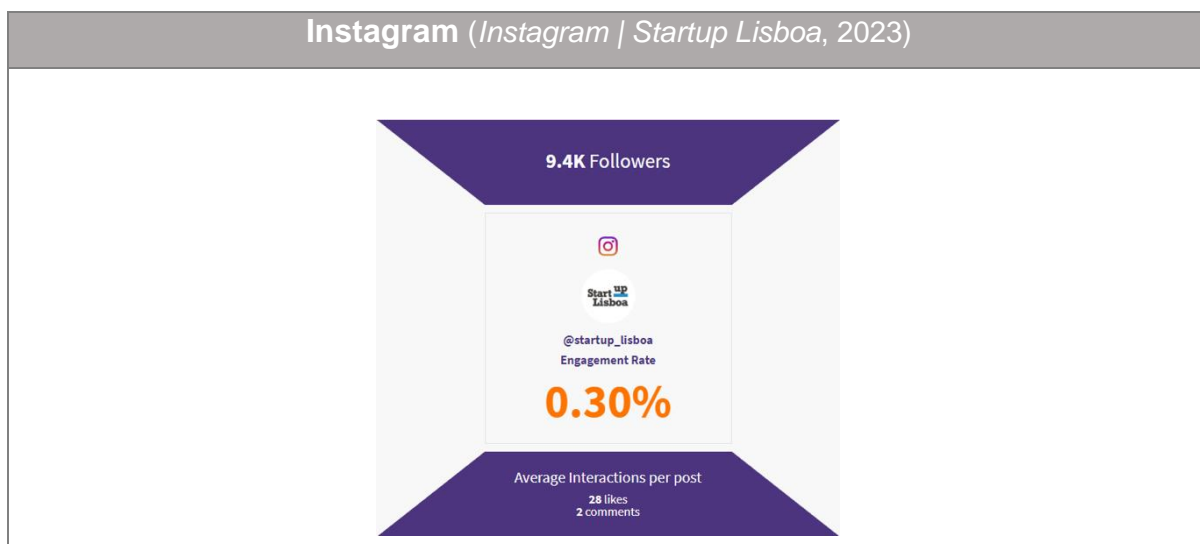 Instagram (Instagram | Startup Lisboa, 2023)
9.4K Followers
Start up
Lisboa
@startup_lisboa
Engagement Rate
0.30%
Average Interactions per post
28 likes
2 comments